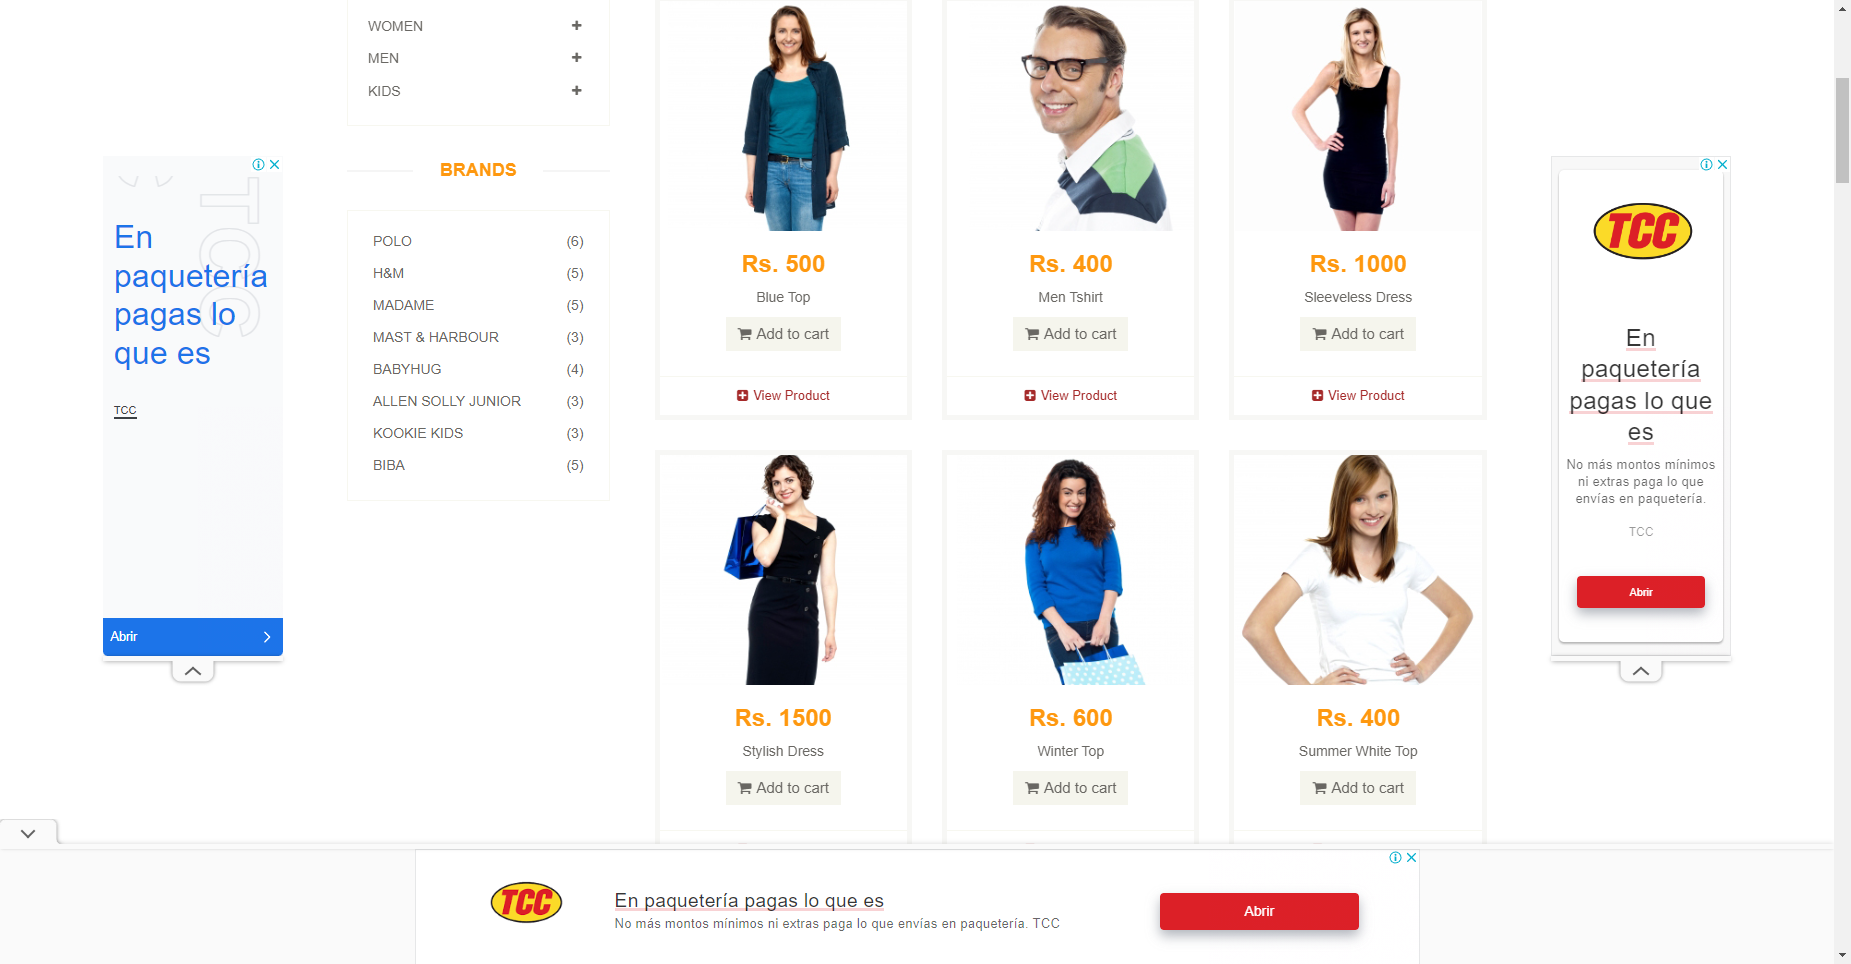 WOMEN
MEN
KIDS
BRANDS
POLO (6)
H&M (5)
MADAME (5)
MAST & HARBOUR (3)
BABYHUG (4)
ALLEN SOLLY JUNIOR (3)
KOOKIE KIDS (3)
BIBA (5)
Rs. 500
Blue Top
Add to cart
View Product
Rs. 400
Men Tshirt
Add to cart
View Product
Rs. 1000
Sleeveless Dress
Add to cart
View Product
Rs. 1500
Stylish Dress
Add to cart
Rs. 600
Winter Top
Add to cart
Rs. 400
Summer White Top
Add to cart
TCC
En
paquetería
pagas lo
que es
TCC
Abrir
TCC
En
paquetería
pagas lo que
es
No más montos mínimos
ni extras paga lo que
envías en paquetería.
TCC
Abrir
TCC
En paquetería pagas lo que es
No más montos mínimos ni extras paga lo que envías en paquetería. TCC
Abrir